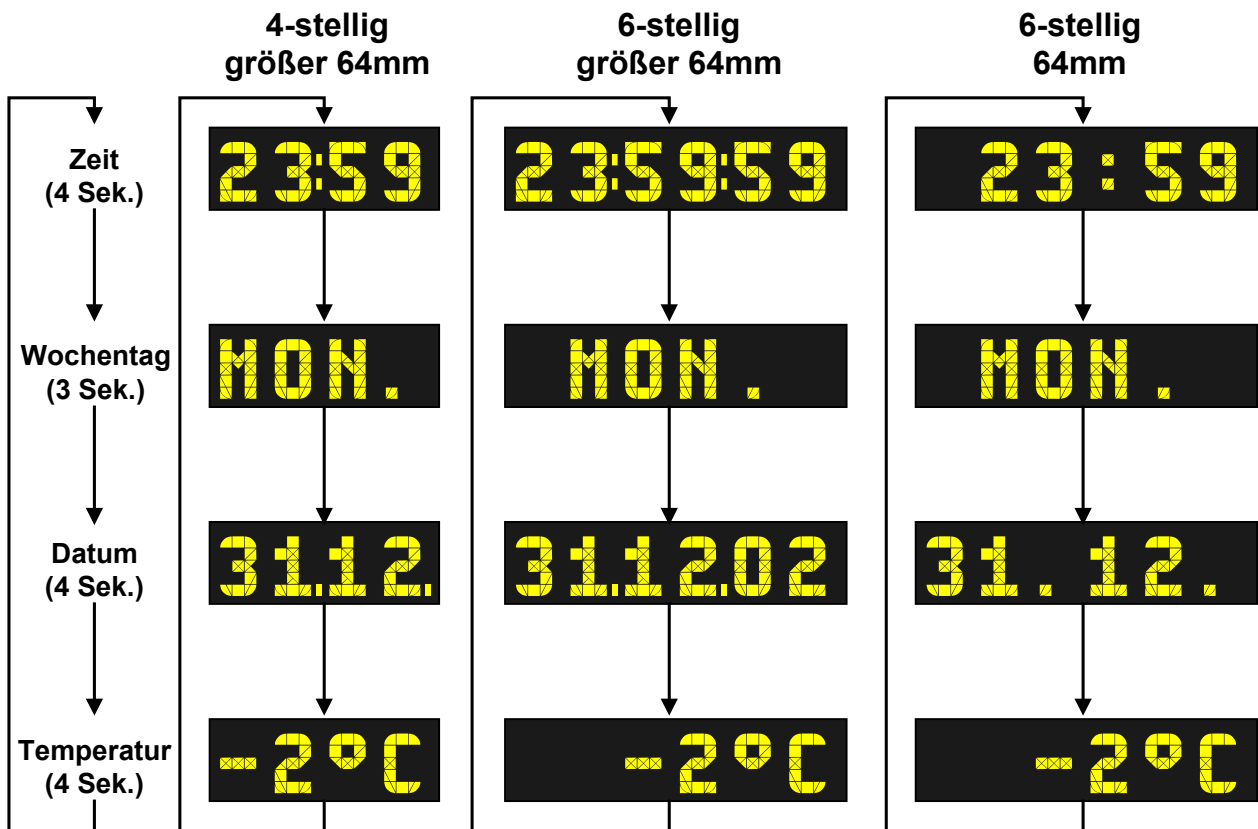 4-stellig
größer 64mm
6-stellig
größer 64mm
6-stellig
64mm
Zeit
(4 Sek.)
23:59
23:59:59
23:59
Wochentag
(3 Sek.)
MON.
MON.
MON.
Datum
(4 Sek.)
31.12.
31.12.02
31.12.
Temperatur
(4 Sek.)
-2°C
-2°C
-2°C